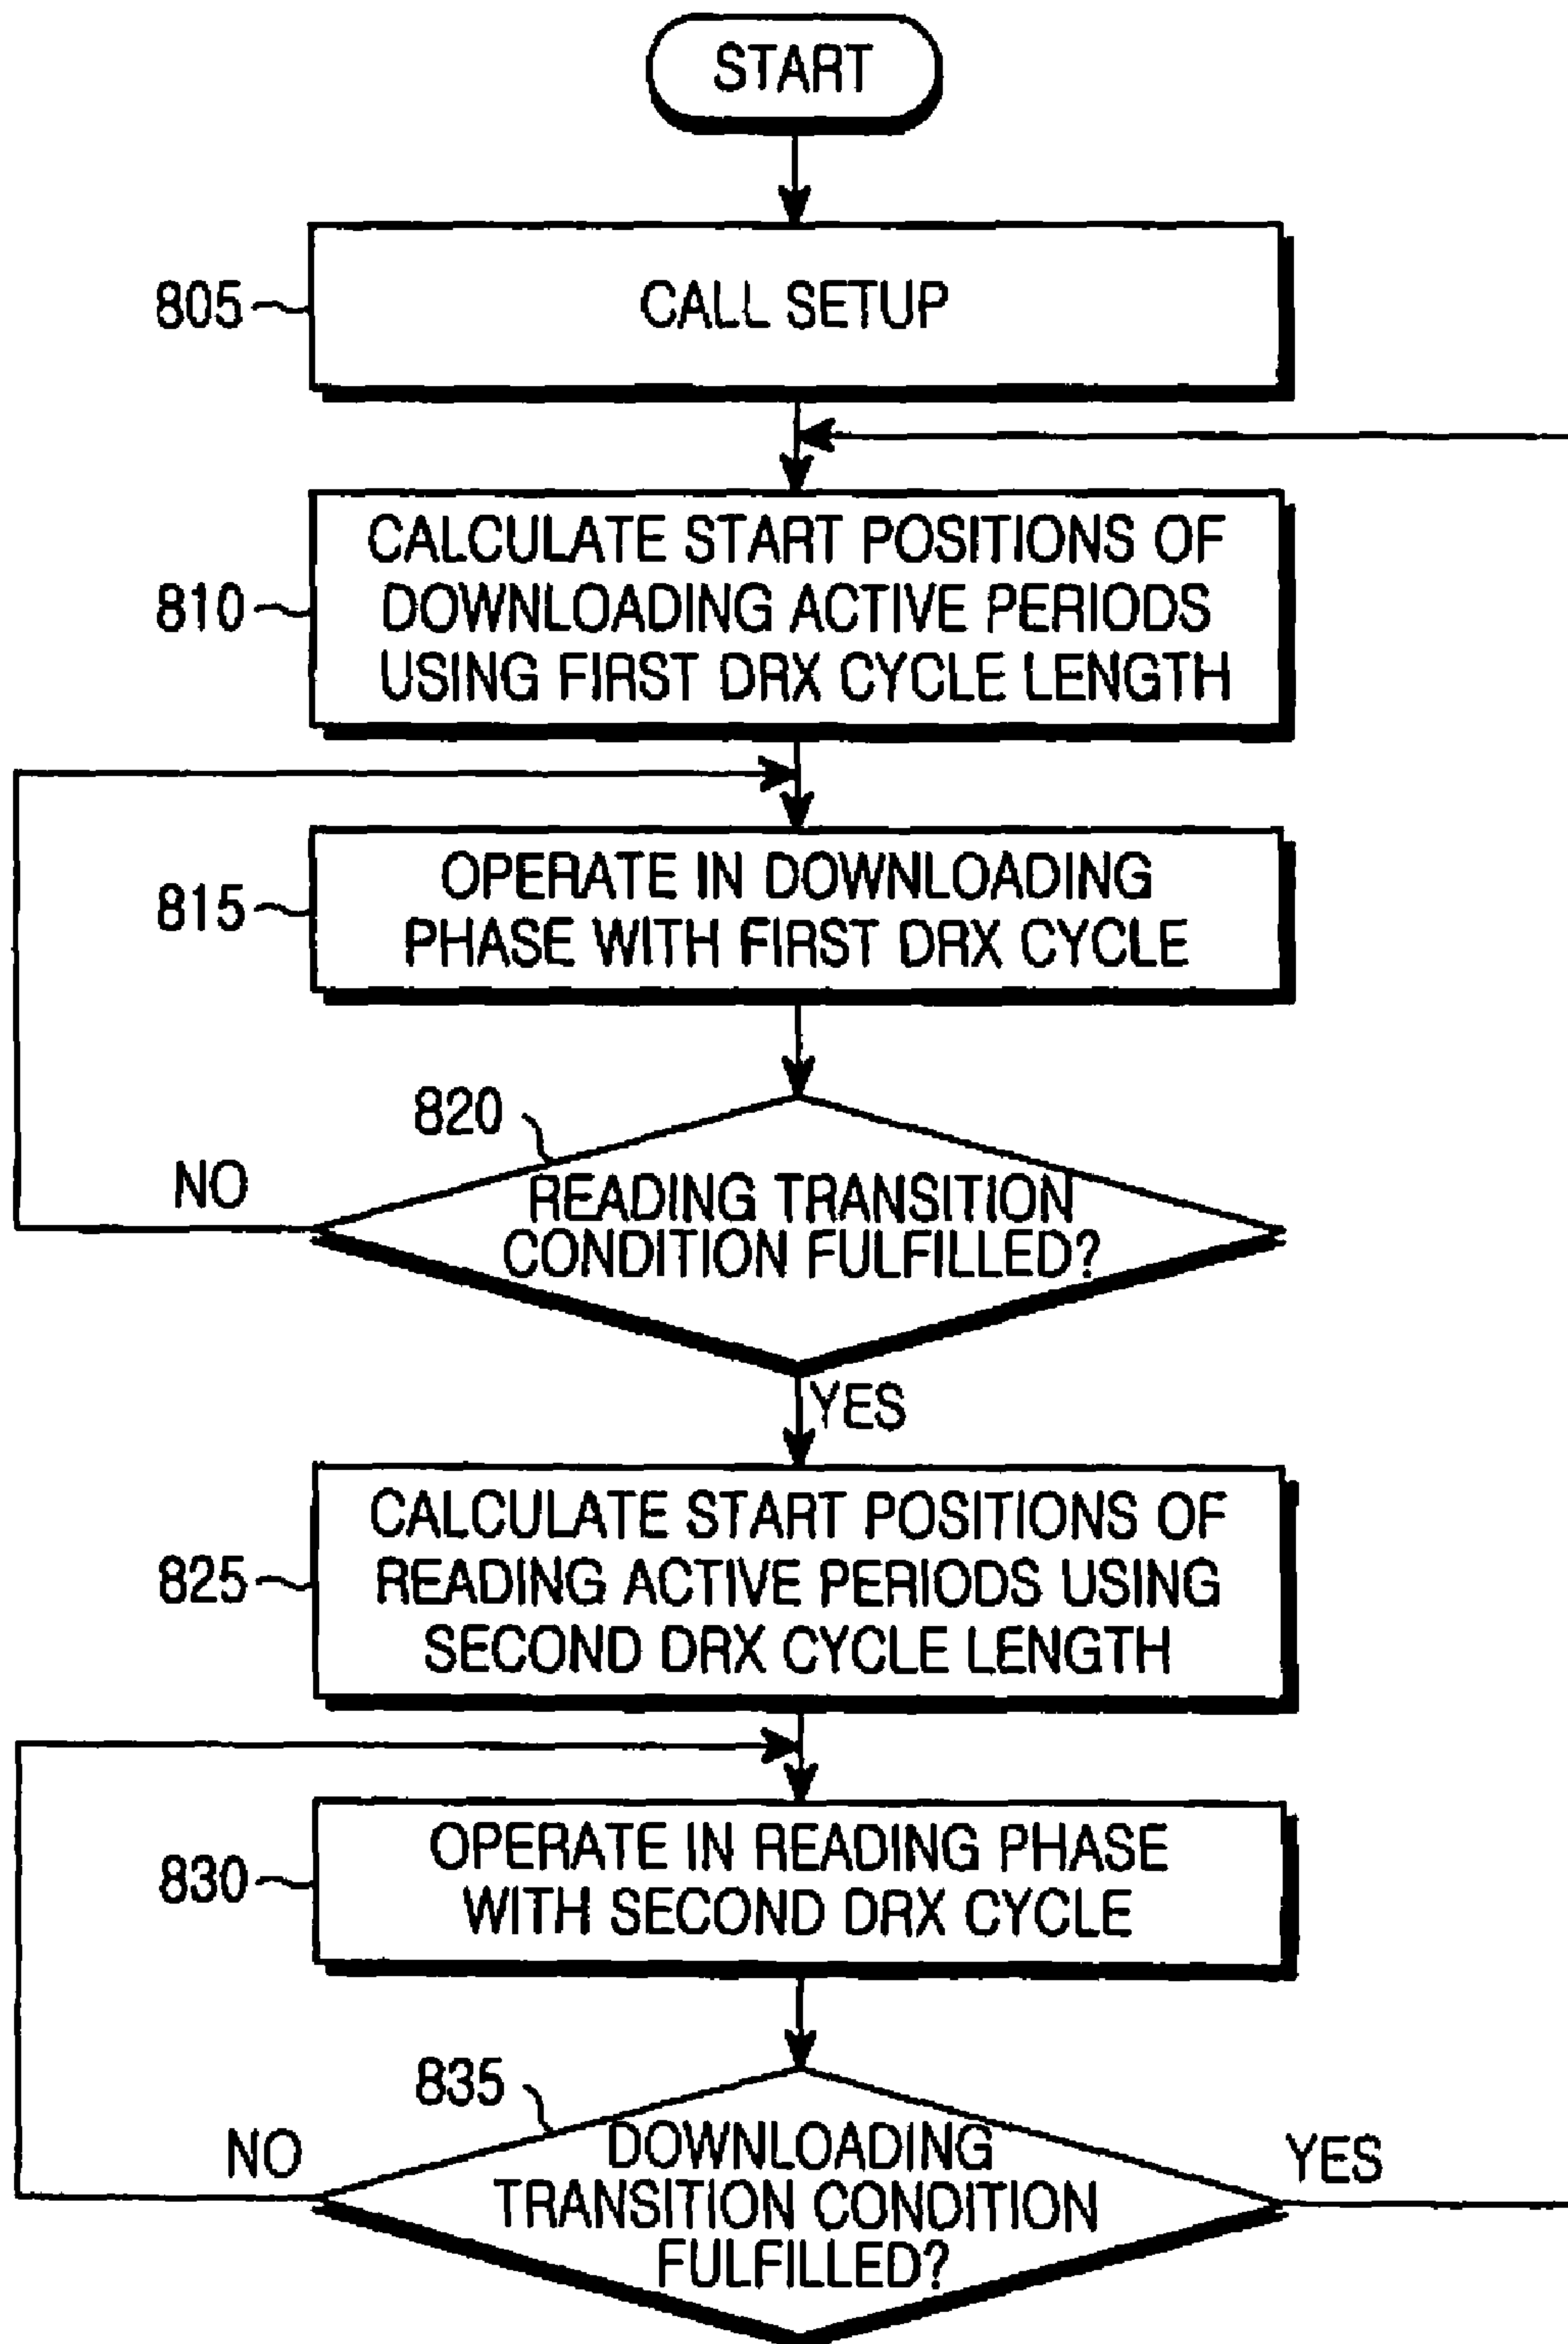 START
805
CALL SETUP
810
CALCULATE START POSITIONS OF
DOWNLOADING ACTIVE PERIODS
USING FIRST DRX CYCLE LENGTH
815
OPERATE IN DOWNLOADING
PHASE WITH FIRST DRX CYCLE
820
NO
READING TRANSITION
CONDITION FULFILLED?
YES
825
CALCULATE START POSITIONS OF
READING ACTIVE PERIODS USING
SECOND DRX CYCLE LENGTH
830
OPERATE IN READING PHASE
WITH SECOND DRX CYCLE
835
NO
DOWNLOADING
TRANSITION CONDITION
FULFILLED?
YES